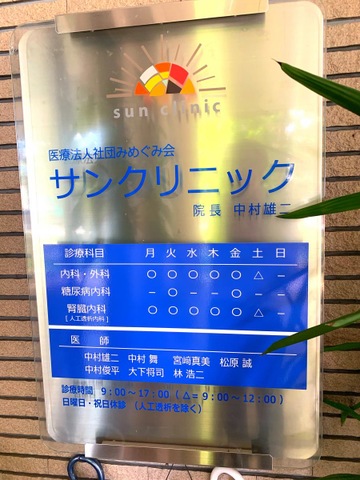 sun clinic
医療法人社団みめぐみ会
サンクリニック
院長 中村雄二
診療科目 月 火 水 木 金 土 日
内科・外科 ○ ○ ○ ○ ○ △ －
糖尿病内科 － ○ － － ○ － －
腎臓内科 ○ ○ ○ ○ ○ △ －
[人工透析内科]
医 師
中村雄二 中村 舞 宮﨑真美 松原 誠
中村俊平 大下将司 林 浩二
診療時間 9：00～17：00（△＝9：00～12：00）
日曜日・祝日休診（人工透析を除く）